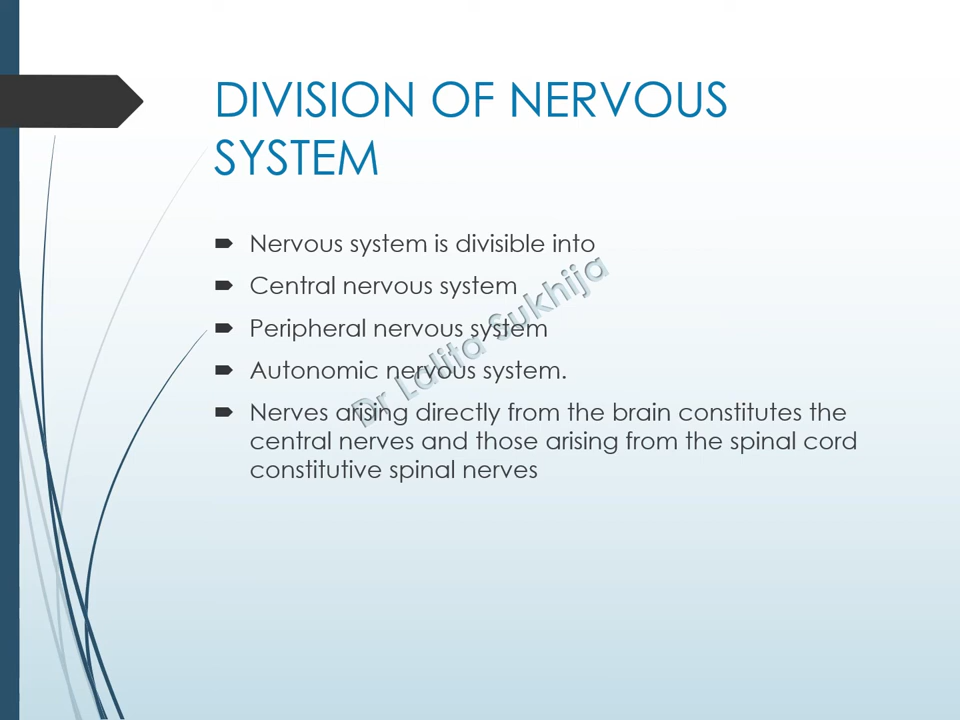 DIVISION OF NERVOUS
SYSTEM
Nervous system is divisible into
Central nervous system
Peripheral nervous system
Autonomic nervous system.
Nerves arising directly from the brain constitutes the
central nerves and those arising from the spinal cord
constitutive spinal nerves
Dr Lalita Sukhija